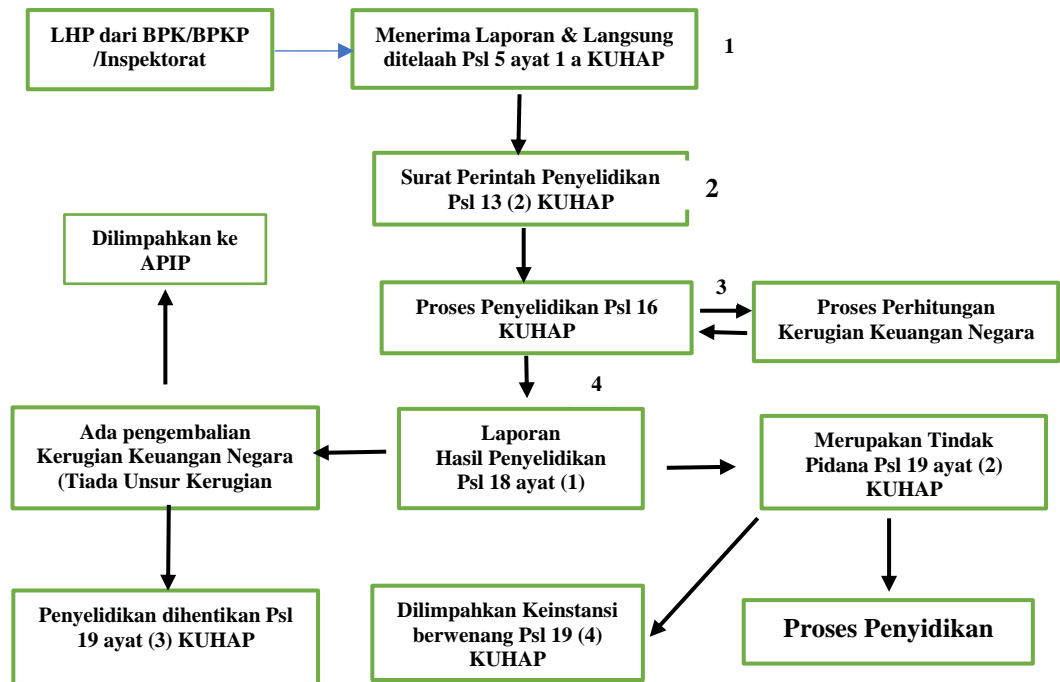 LHP dari BPK/BPKP
/Inspektorat
Menerima Laporan & Langsung
ditelaah Psl 5 ayat 1 a KUHAP
1
Surat Perintah Penyelidikan
Psl 13 (2) KUHAP
2
Dilimpahkan ke
APIP
Proses Penyelidikan Psl 16
KUHAP
3
Proses Perhitungan
Kerugian Keuangan Negara
4
Ada pengembalian
Kerugian Keuangan Negara
(Tiada Unsur Kerugian
Laporan
Hasil Penyelidikan
Psl 18 ayat (1)
Merupakan Tindak
Pidana Psl 19 ayat (2)
KUHAP
Penyelidikan dihentikan Psl
19 ayat (3) KUHAP
Dilimpahkan Keinstansi
berwenang Psl 19 (4)
KUHAP
Proses Penyidikan